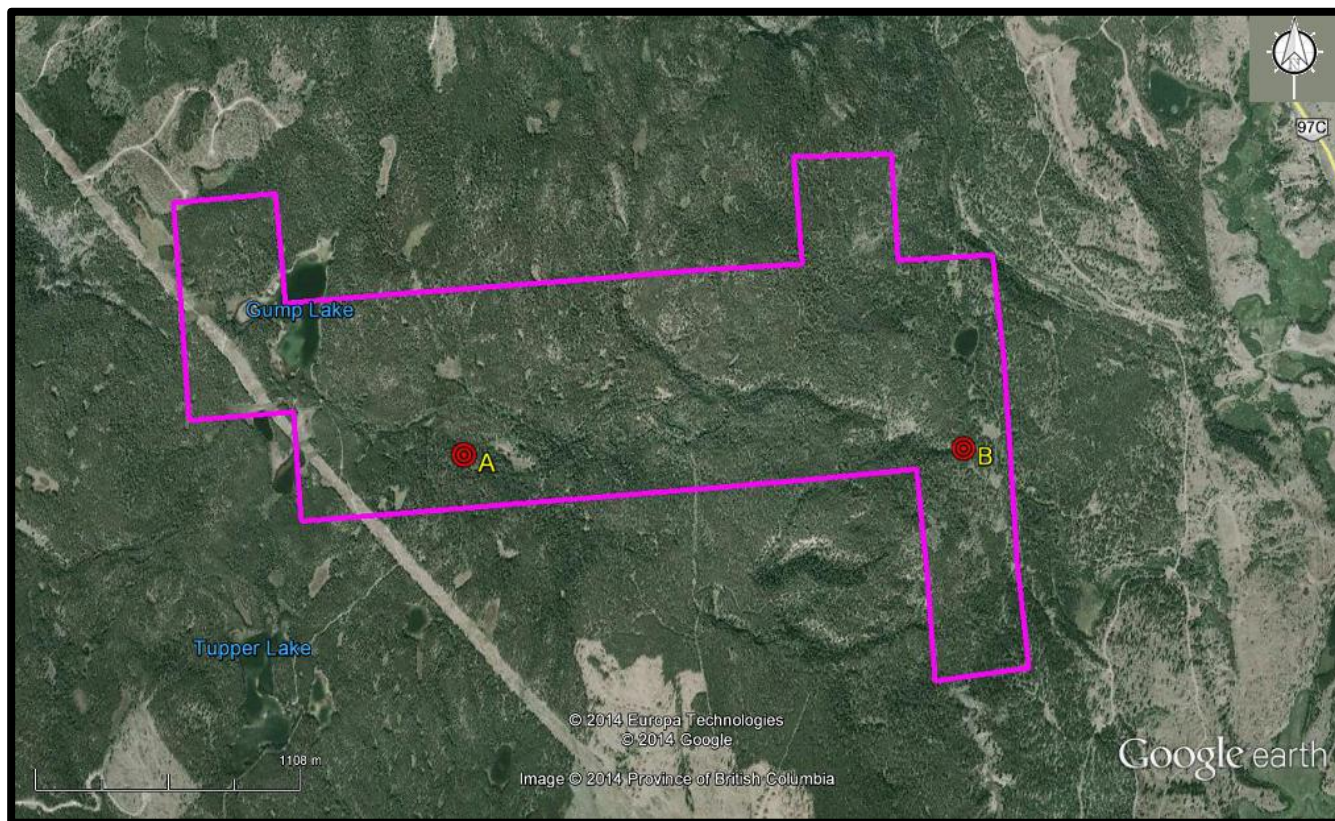 N
97C
Gump Lake
A
B
Tupper Lake
© 2014 Europa Technologies
© 2014 Google
1108 m
Image © 2014 Province of British Columbia
Google earth